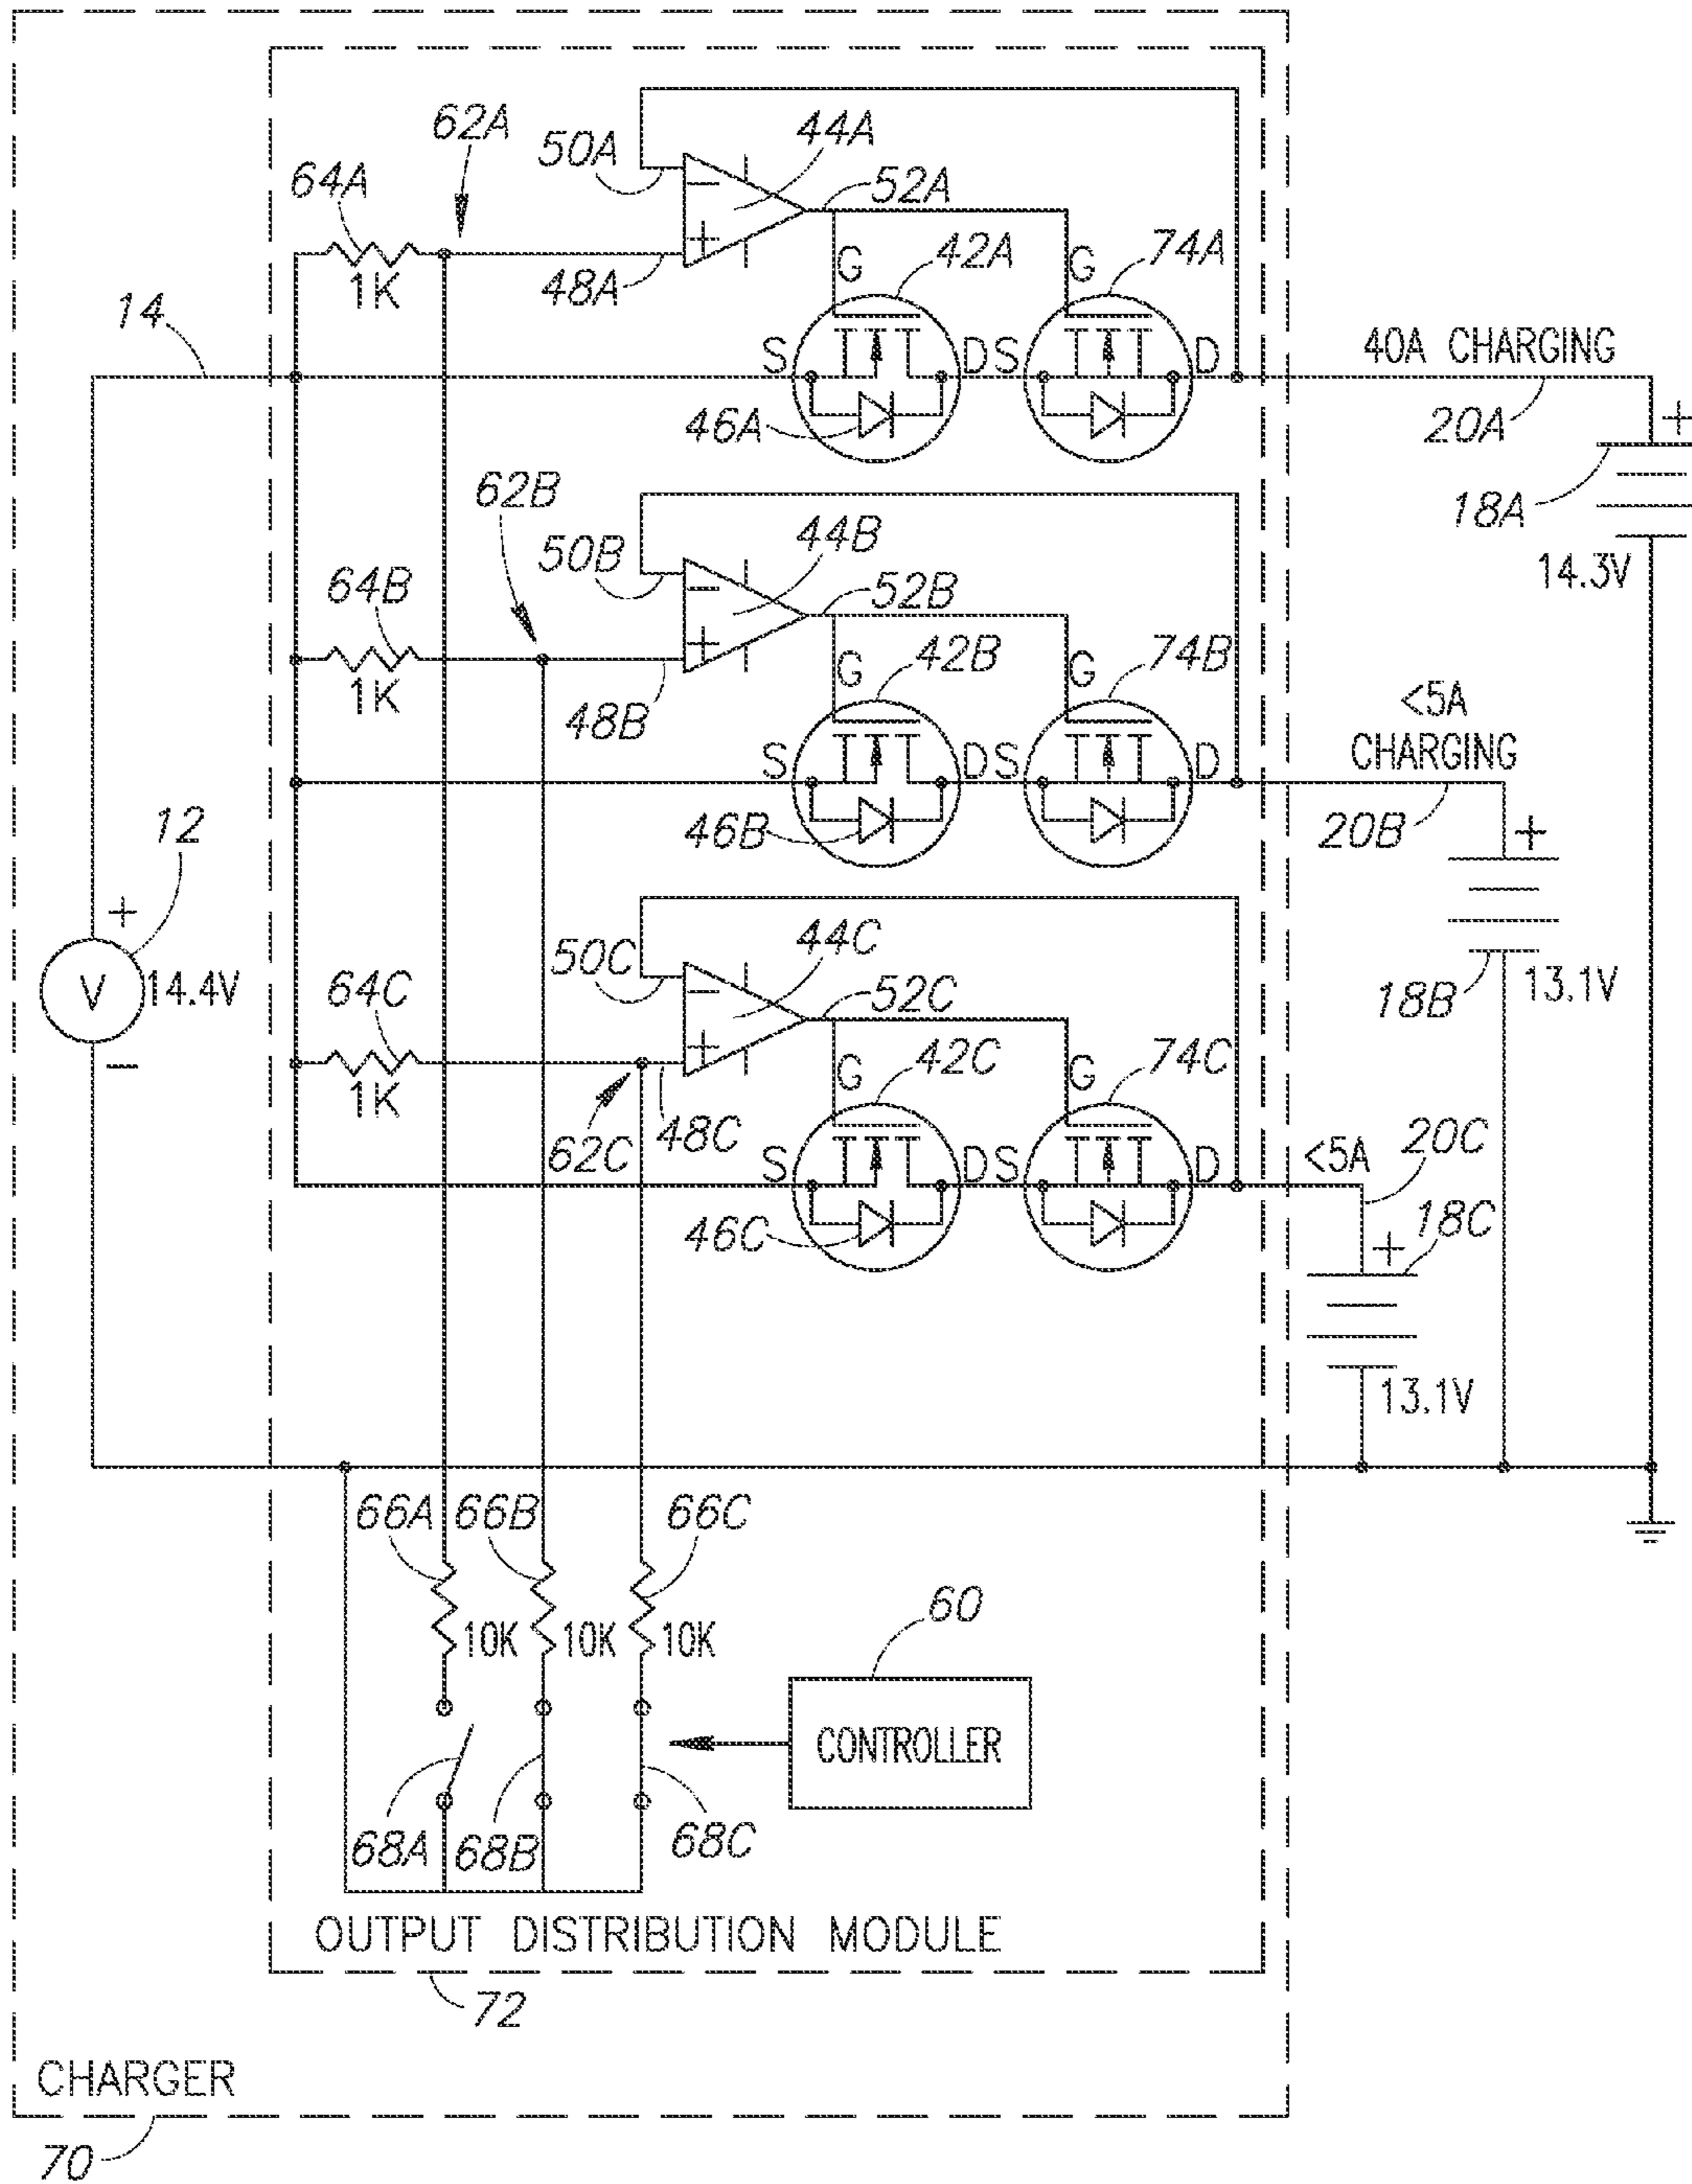 62A
50A
44A
64A
52A
1K
48A
G
42A
G
74A
14
S
D
S
D
40A CHARGING
46A
20A
+
18A
14.3V
62B
50B
44B
64B
52B
1K
48B
G
42B
G
74B
<5A
CHARGING
S
D
S
D
46B
20B
+
12
+
V
14.4V
−
18B
13.1V
50C
44C
64C
52C
1K
62C
48C
G
42C
G
74C
S
D
S
D
<5A
20C
46C
+
18C
13.1V
66A
66B
66C
10K
10K
10K
60
CONTROLLER
68A
68B
68C
OUTPUT DISTRIBUTION MODULE
72
CHARGER
70